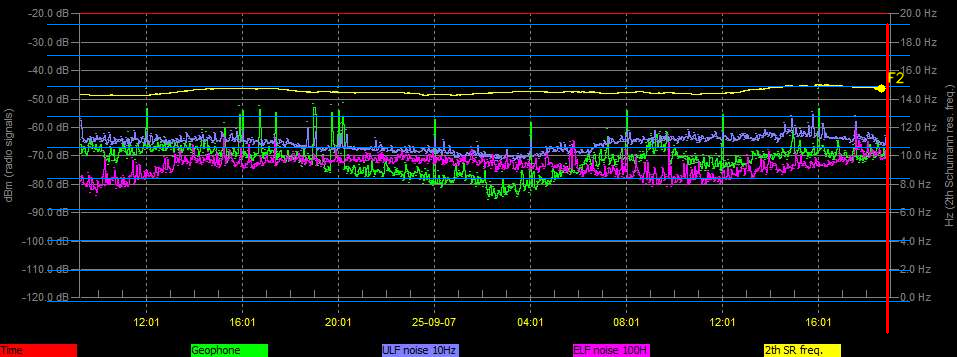 -20.0 dB 20.0 Hz
-30.0 dB 18.0 Hz
-40.0 dB 16.0 Hz
F2
-50.0 dB 14.0 Hz
-60.0 dB 12.0 Hz
-70.0 dB 10.0 Hz
-80.0 dB 8.0 Hz
-90.0 dB 6.0 Hz
-100.0 dB 4.0 Hz
-110.0 dB 2.0 Hz
-120.0 dB 0.0 Hz
dBm (radio signals)
Hz (2th Schumann res. freq.)
12:01 16:01 20:01 25-09-07 04:01 08:01 12:01 16:01
Time Geophone ULF noise 10Hz ELF noise 100H 2th SR freq.